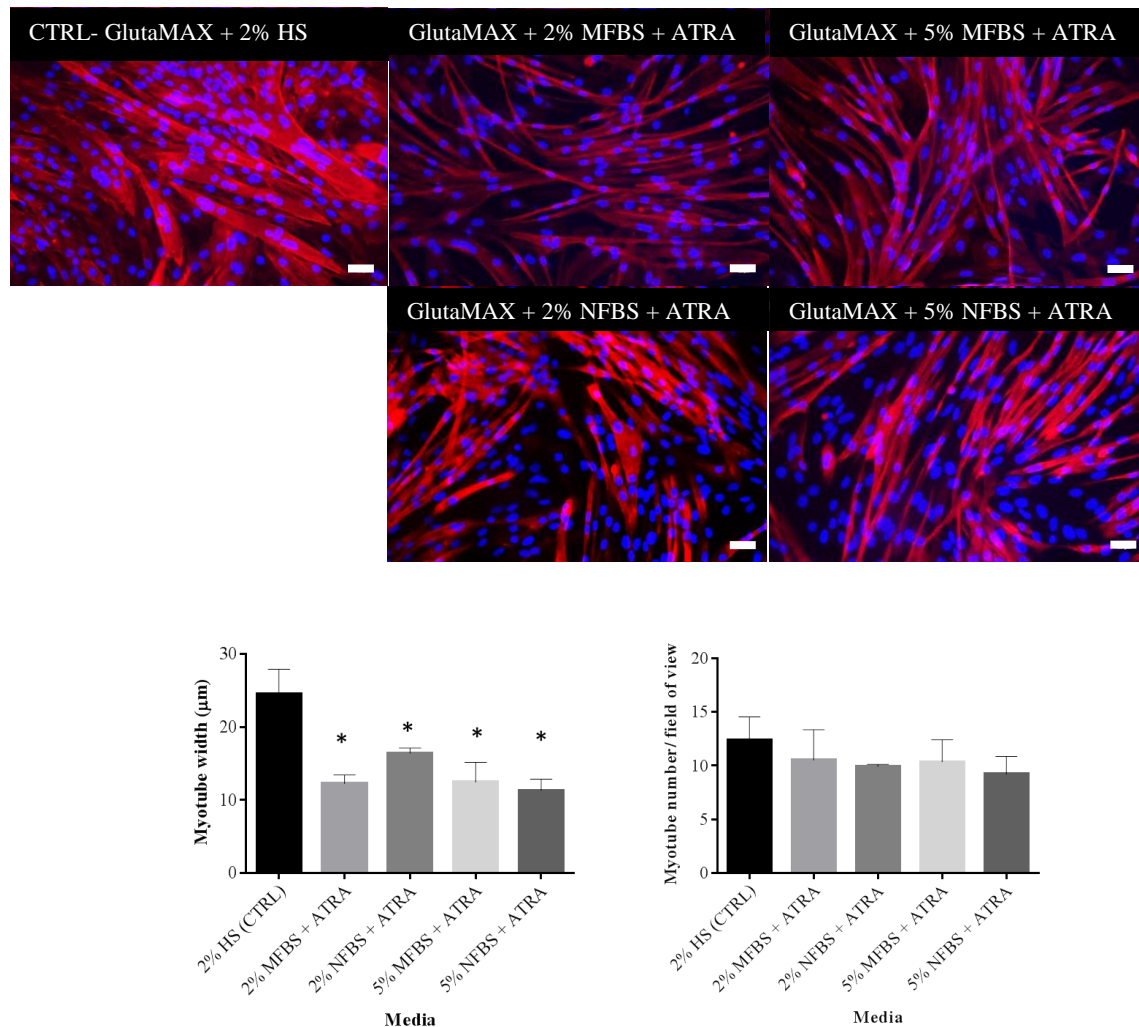 CTRL- GlutaMAX + 2% HS
GlutaMAX + 2% MFBS + ATRA
GlutaMAX + 5% MFBS + ATRA
GlutaMAX + 2% NFBS + ATRA
GlutaMAX + 5% NFBS + ATRA
Myotube width (μm)
30
20
10
0
*
*
*
*
2% HS (CTRL)
2% MFBS + ATRA
2% NFBS + ATRA
5% MFBS + ATRA
5% NFBS + ATRA
Media
Myotube number/ field of view
20
15
10
5
0
2% HS (CTRL)
2% MFBS + ATRA
2% NFBS + ATRA
5% MFBS + ATRA
5% NFBS + ATRA
Media